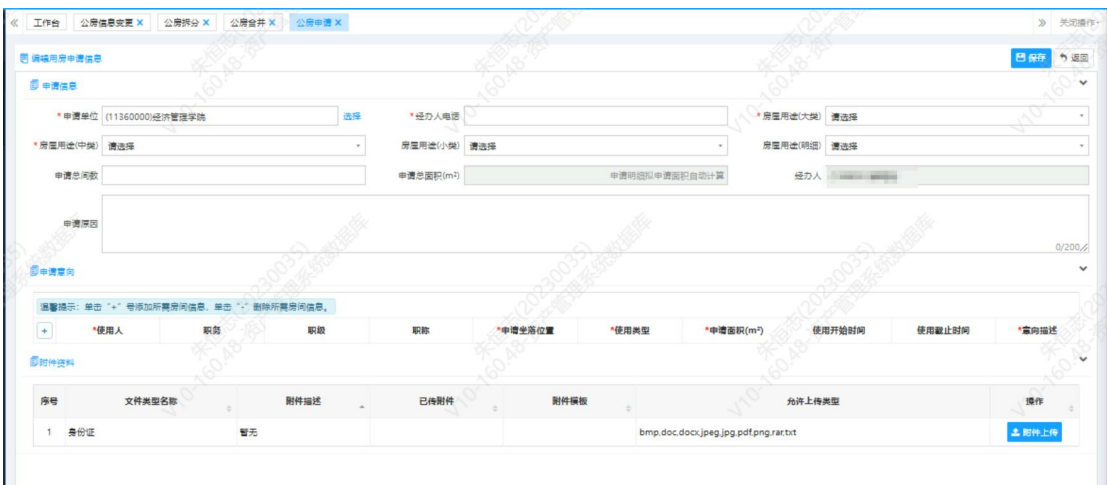 工作台 公房信息变更 X 公房拆分 X 公房合并 X 公房申请 X 关闭操作
编辑用房申请信息 保存 返回
申请信息
* 申请单位 (11360000)经济管理学院 选择 * 经办人电话 * 房屋用途(大类) 请选择
* 房屋用途(中类) 请选择 房屋用途(小类) 请选择 房屋用途(明细) 请选择
申请总间数 申请总面积(m²) 申请明细拟申请面积自动计算 经办人
申请原因
0/200
申请意向
温馨提示：单击“+”号添加所需房间信息，单击“-”删除所需房间信息。
+ *使用人 职务 职级 职称 *申请坐落位置 *使用类型 *申请面积(m²) 使用开始时间 使用截止时间 *意向描述
附件资料
序号 文件类型名称 附件描述 已传附件 附件模板 允许上传类型 操作
1 身份证 暂无 bmp,doc,docx,jpeg,jpg,pdf,png,rar,txt 附件上传